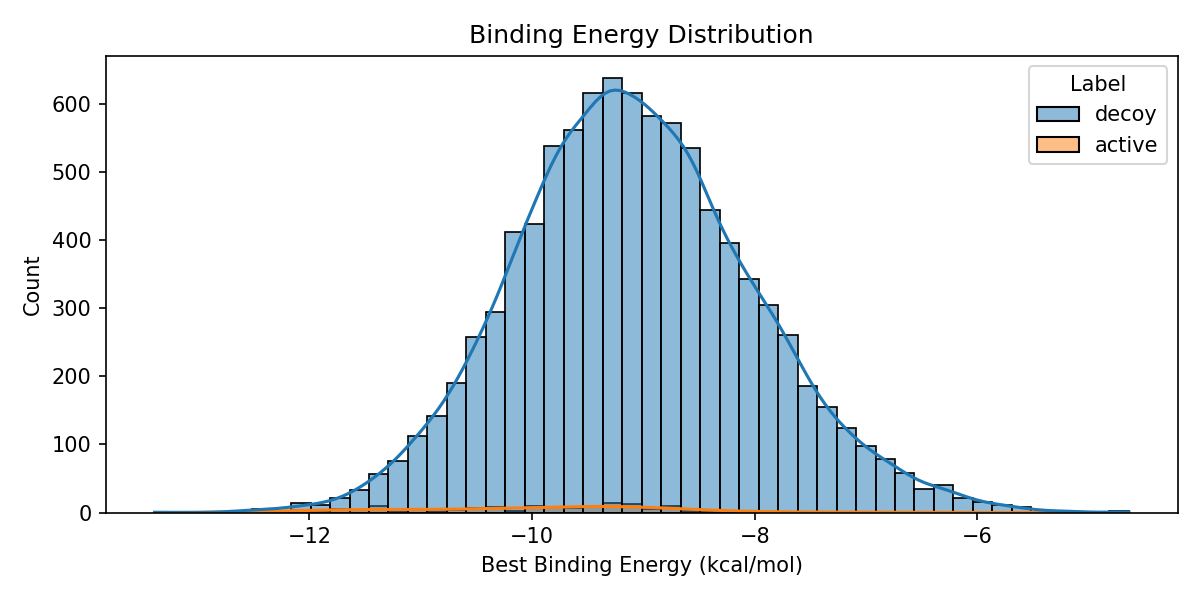 Binding Energy Distribution
Label
decoy
active
Count
600
500
400
300
200
100
0
−12
−10
−8
−6
Best Binding Energy (kcal/mol)